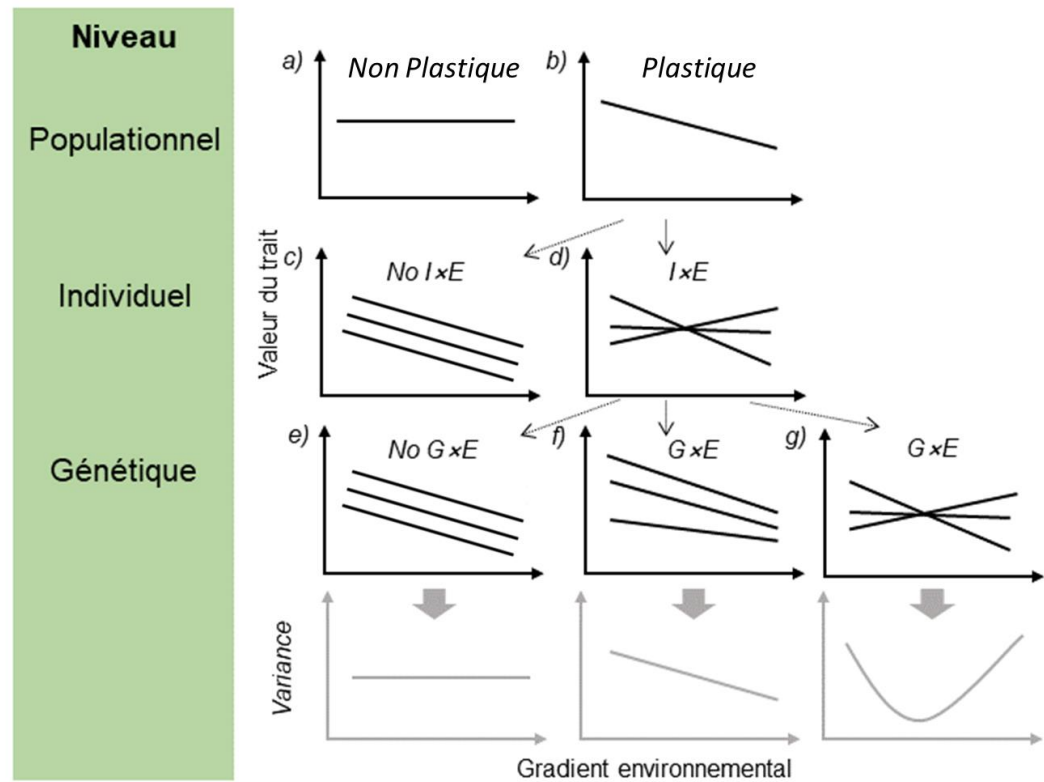 Niveau
a)
Non Plastique
b)
Plastique
Populationnel
Valeur du trait
c)
No I×E
d)
I×E
Individuel
e)
No G×E
f)
G×E
g)
G×E
Génétique
Variance
Gradient environnemental